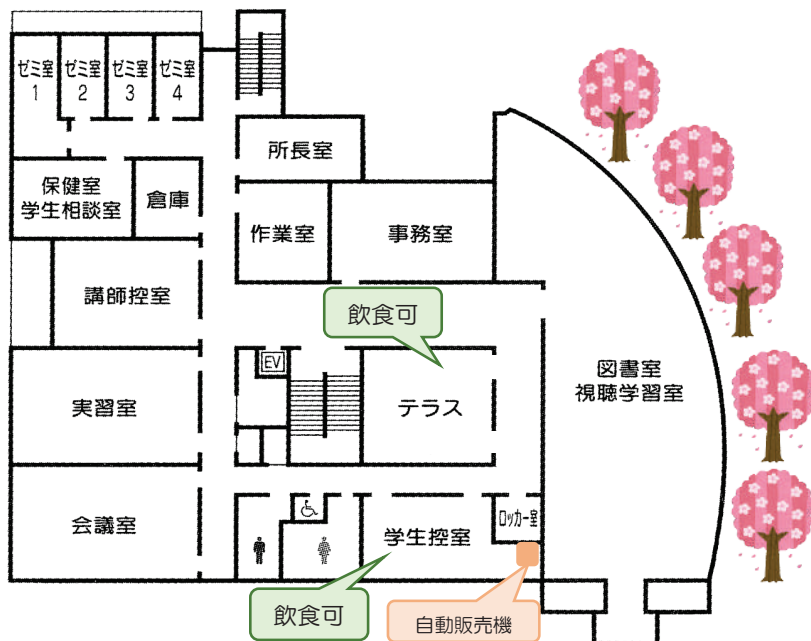 ゼミ室
1
ゼミ室
2
ゼミ室
3
ゼミ室
4
所長室
保健室
学生相談室
倉庫
作業室
事務室
講師控室
飲食可
EV
図書室
視聴学習室
実習室
テラス
会議室
ロッカー室
学生控室
飲食可
自動販売機